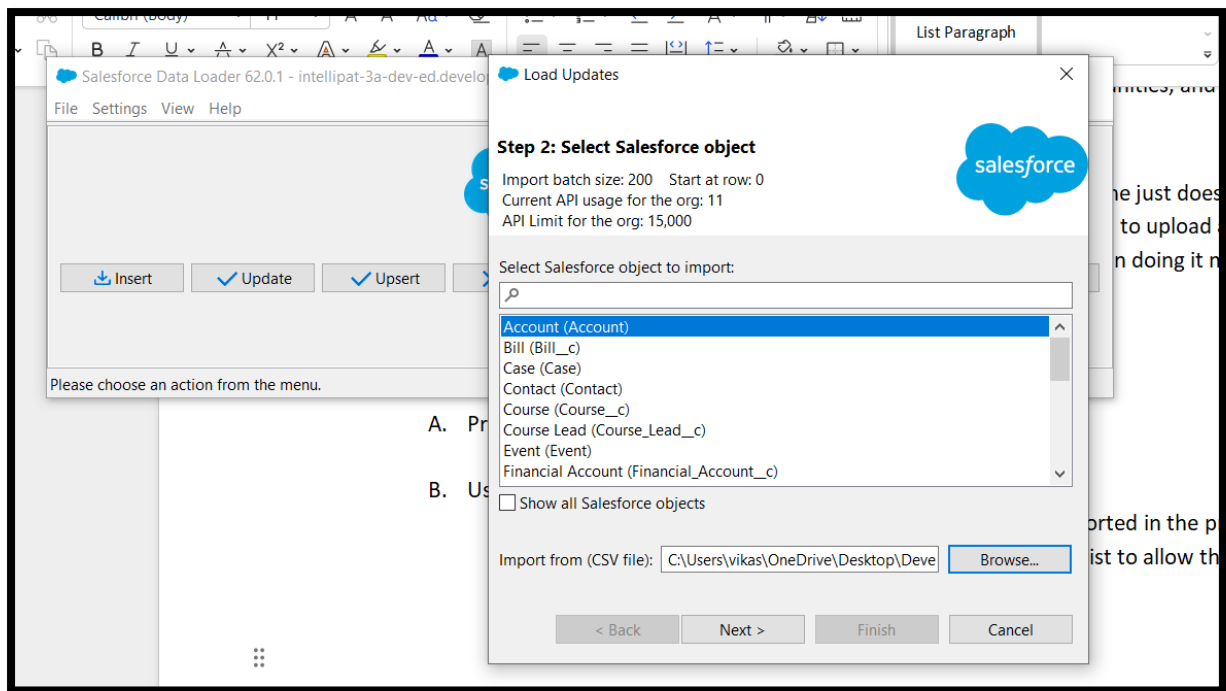 List Paragraph
B I U A X² A A A
Salesforce Data Loader 62.0.1 - intellipat-3a-dev-ed.develo
File Settings View Help
Insert
Update
Upsert
Please choose an action from the menu.
Load Updates
Step 2: Select Salesforce object
Import batch size: 200 Start at row: 0
Current API usage for the org: 11
API Limit for the org: 15,000
salesforce
Select Salesforce object to import:
Account (Account)
Bill (Bill__c)
Case (Case)
Contact (Contact)
Course (Course__c)
Course Lead (Course_Lead__c)
Event (Event)
Financial Account (Financial_Account__c)
Show all Salesforce objects
Import from (CSV file): C:\Users\vikas\OneDrive\Desktop\Deve
Browse...
< Back
Next >
Finish
Cancel
A. Pr
B. Us
ne just does
to upload
n doing it n
orted in the p
ist to allow th